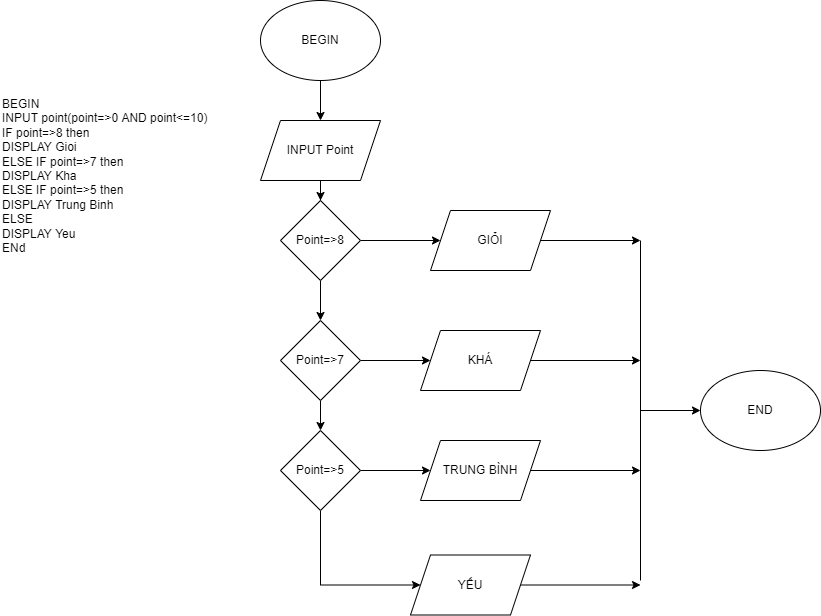 BEGIN
INPUT point(point=>0 AND point<=10)
IF point=>8 then
DISPLAY Gioi
ELSE IF point=>7 then
DISPLAY Kha
ELSE IF point=>5 then
DISPLAY Trung Binh
ELSE
DISPLAY Yeu
ENd
BEGIN
INPUT Point
Point=>8
GIỎI
Point=>7
KHÁ
END
Point=>5
TRUNG BÌNH
YẾU